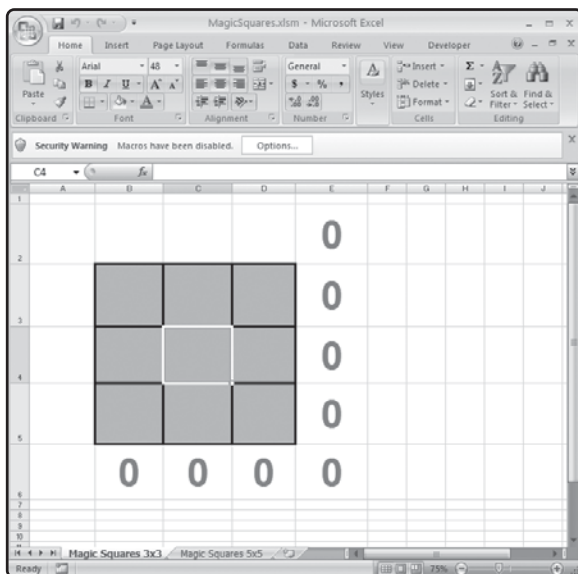 MagicSquares.xlsm - Microsoft Excel
Home Insert Page Layout Formulas Data Review View Developer
Arial 48 General Σ Insert
Paste B I U A A $ % , Styles Delete Sort & Find &
A Format Filter Select
Clipboard Font Alignment Number Cells Editing
Security Warning Macros have been disabled. Options...
C4 fx
A B C D E F G H I J
1
0
2
0
3
0
4
0
5
0 0 0 0
6
7
8
9
10
Magic Squares 3x3 Magic Squares 5x5
Ready 75%